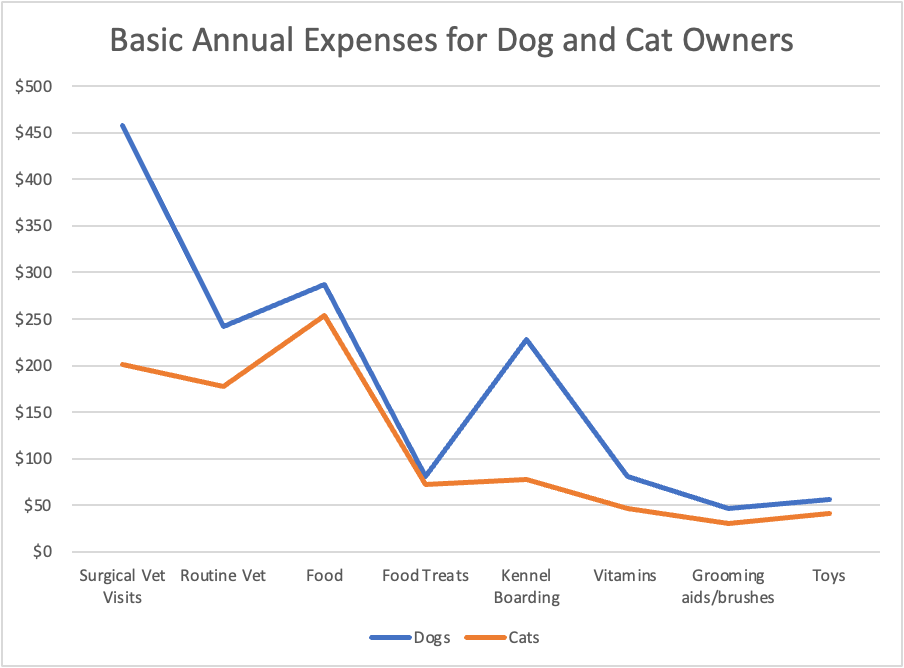 Basic Annual Expenses for Dog and Cat Owners
$500
$450
$400
$350
$300
$250
$200
$150
$100
$50
$0
Surgical Vet Visits
Routine Vet
Food
Food Treats
Kennel Boarding
Vitamins
Grooming aids/brushes
Toys
Dogs
Cats